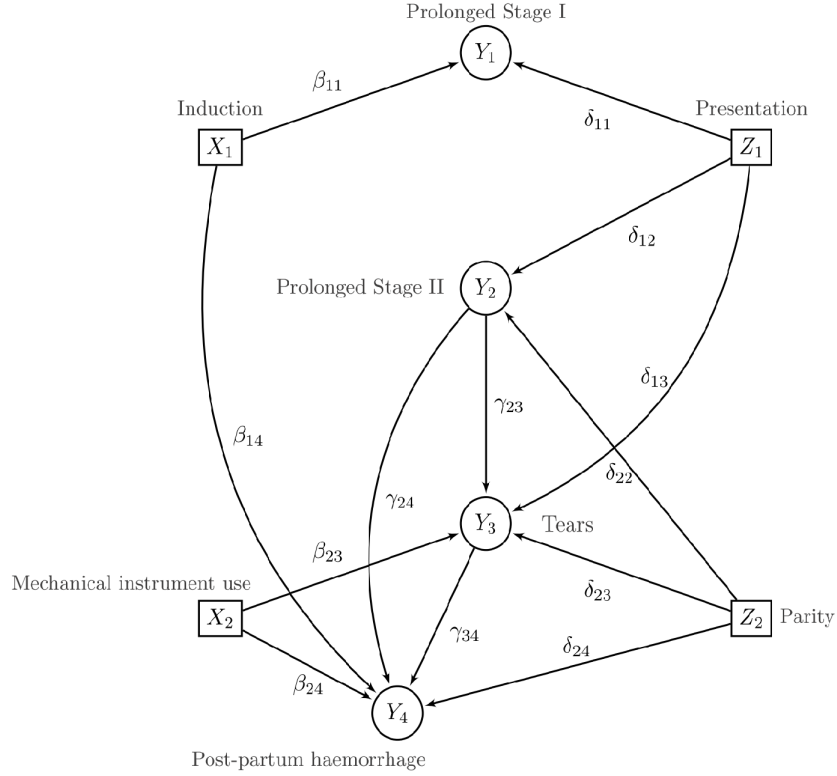 Prolonged Stage I
Y₁
β₁₁
Induction
Presentation
δ₁₁
X₁
Z₁
δ₁₂
Prolonged Stage II
Y₂
δ₁₃
γ₂₃
β₁₄
δ₂₂
γ₂₄
Y₃
Tears
β₂₃
Mechanical instrument use
δ₂₃
X₂
Z₂
Parity
γ₃₄
δ₂₄
β₂₄
Y₄
Post-partum haemorrhage